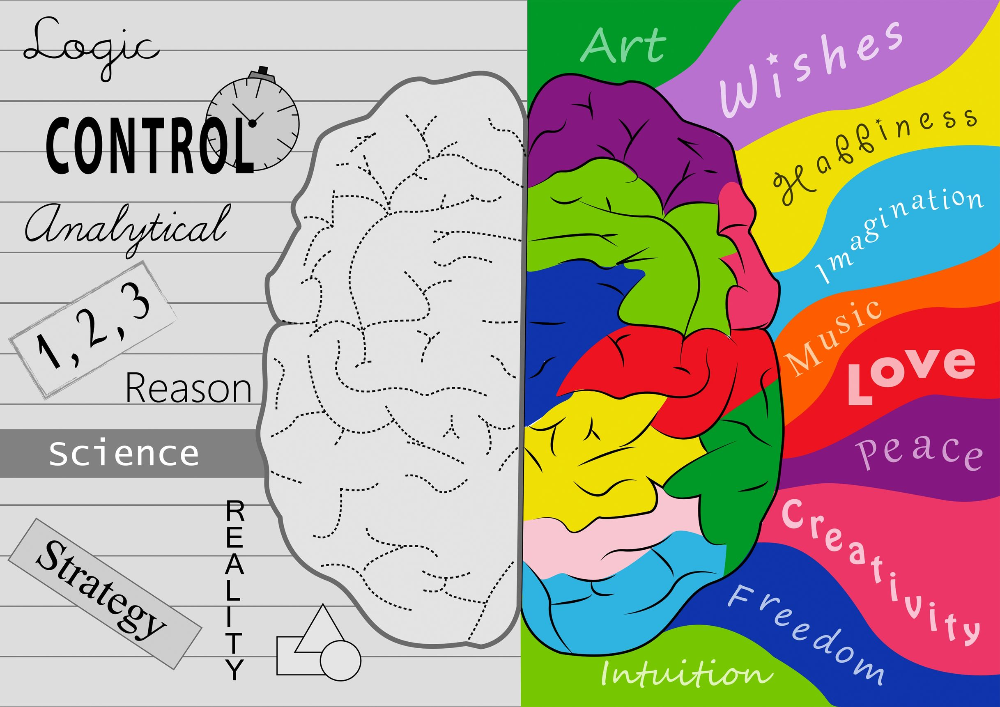 Logic
CONTROL
Analytical
1, 2, 3
Reason
Science
REALITY
Strategy
Art
Wishes
Happiness
Imagination
Music
Love
Peace
Creativity
Freedom
Intuition